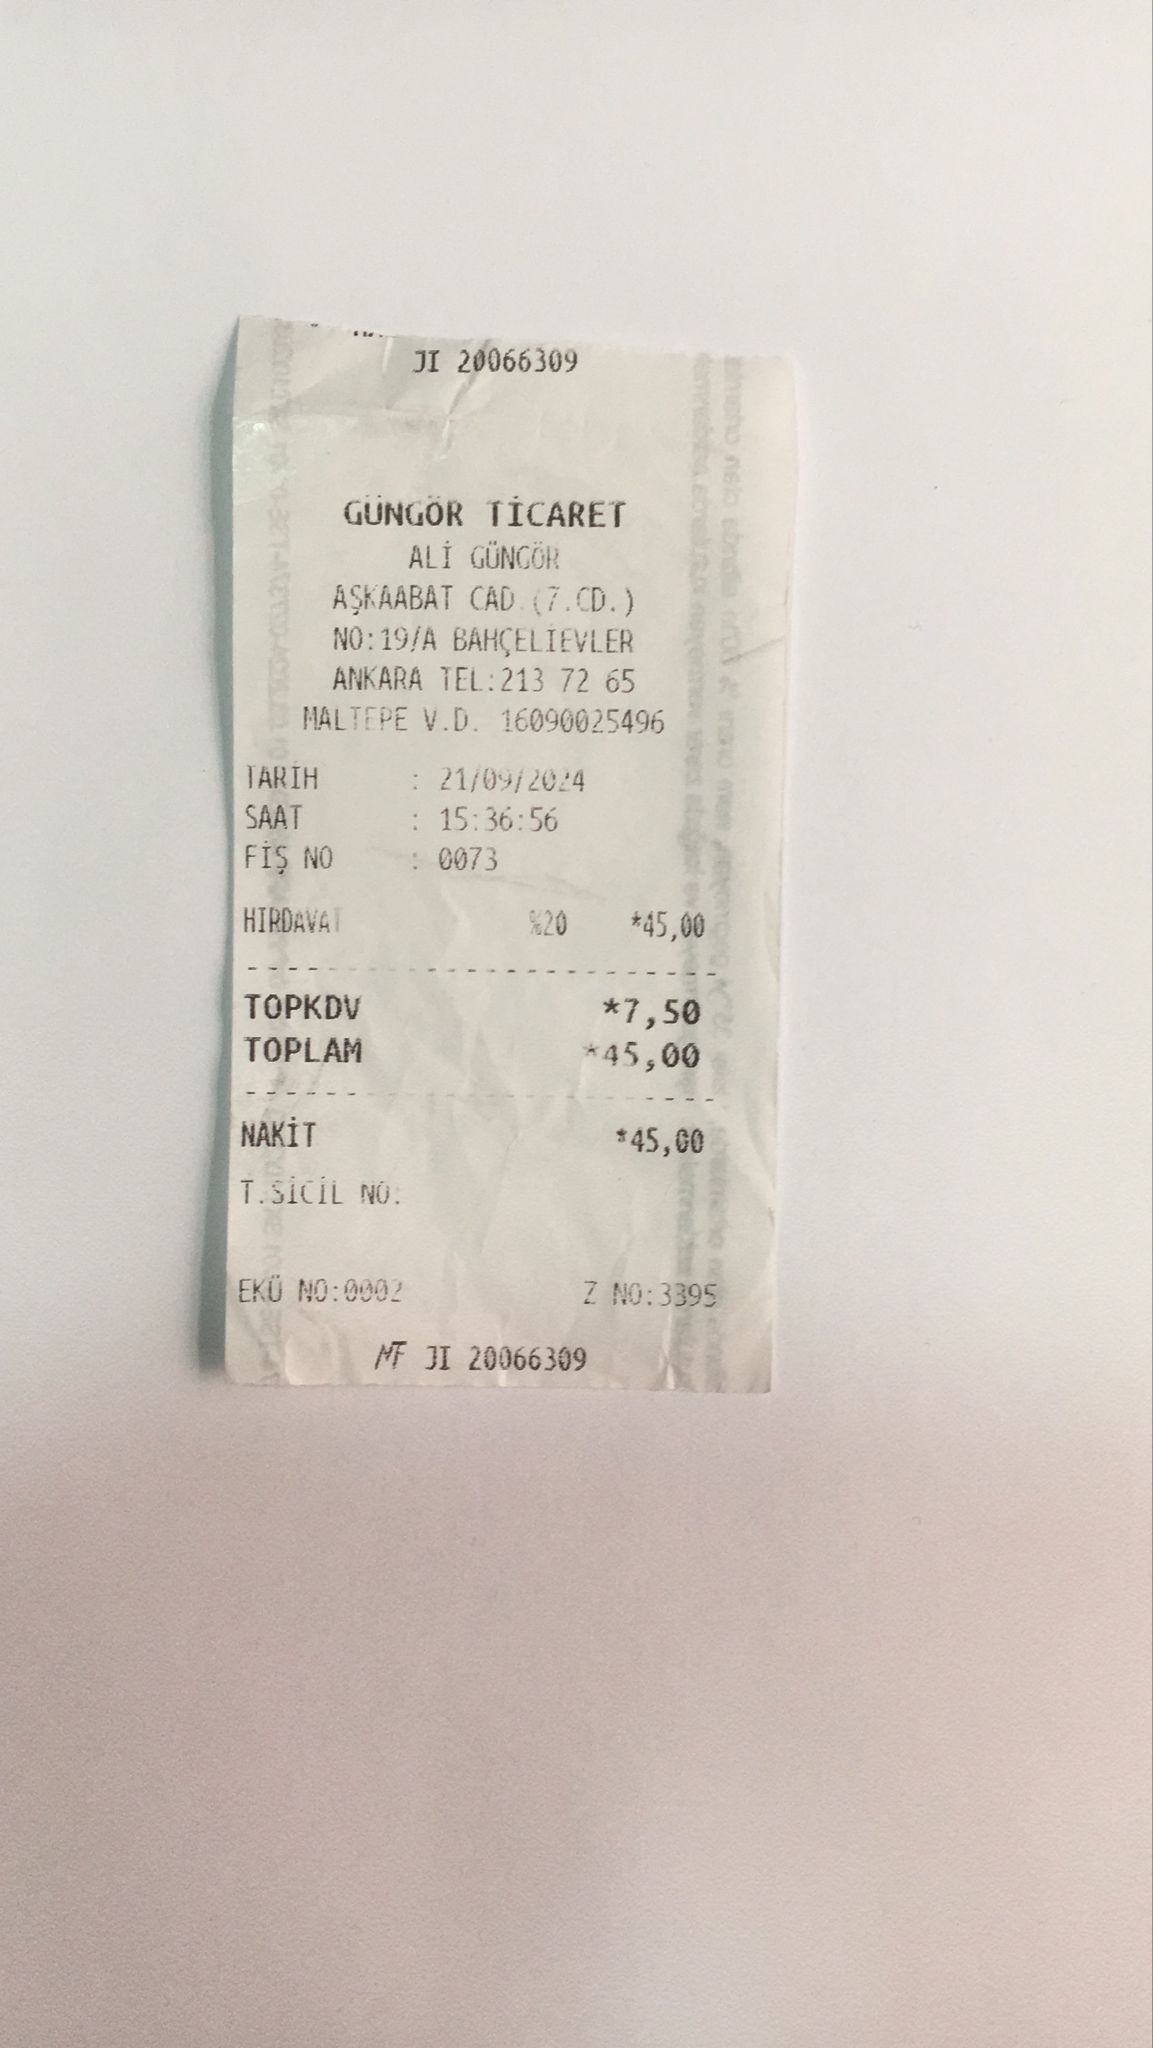 JI 20066309
GÜNGÖR TİCARET
ALİ GÜNGÖR
AŞKAABAT CAD.(7.CD.)
NO:19/A BAHÇELİEVLER
ANKARA TEL:213 72 65
MALTEPE V.D. 16090025496
TARİH : 21/09/2024
SAAT : 15:36:56
FİŞ NO : 0073
HIRDAVAT %20 *45,00
TOPKDV *7,50
TOPLAM *45,00
NAKİT *45,00
T.SİCİL NO:
EKÜ NO:0002 Z NO:3395
MF JI 20066309